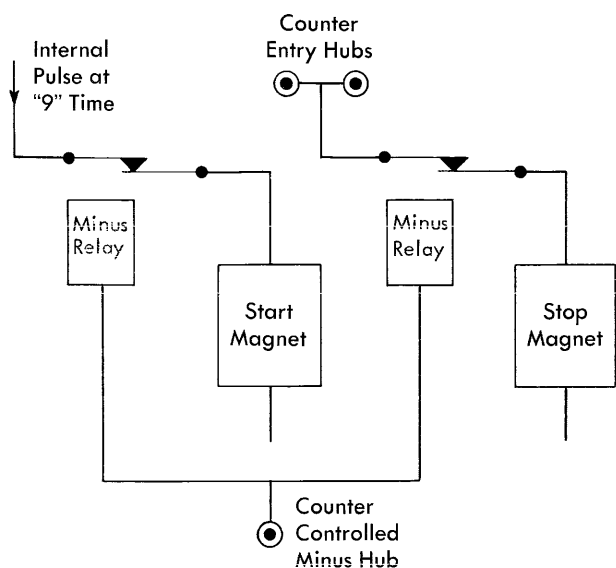 Internal
Pulse at
“9” Time
Counter
Entry Hubs
Minus
Relay
Start
Magnet
Minus
Relay
Stop
Magnet
Counter
Controlled
Minus Hub